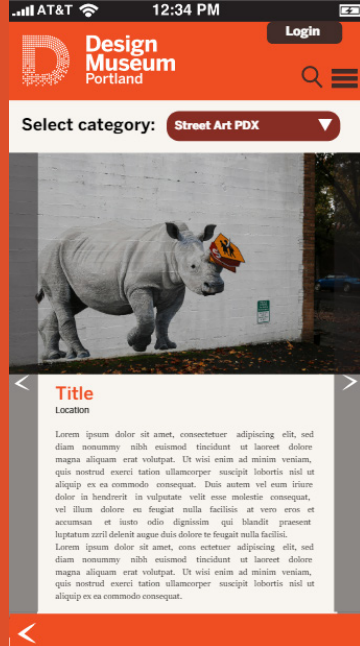 AT&T 12:34 PM
Login
Design
Museum
Portland
Select category: Street Art PDX
Title
Location
Lorem ipsum dolor sit amet, consectetuer adipiscing elit, sed
diam nonummy nibh euismod tincidunt ut laoreet dolore
magna aliquam erat volutpat. Ut wisi enim ad minim veniam,
quis nostrud exerci tation ullamcorper suscipit lobortis nisl ut
aliquip ex ea commodo consequat. Duis autem vel eum iriure
dolor in hendrerit in vulputate velit esse molestie consequat,
vel illum dolore eu feugiat nulla facilisis at vero eros et
accumsan et iusto odio dignissim qui blandit praesent
luptatum zzril delenit augue duis dolore te feugait nulla facilisi.
Lorem ipsum dolor sit amet, cons ectetuer adipiscing elit, sed
diam nonummy nibh euismod tincidunt ut laoreet dolore
magna aliquam erat volutpat. Ut wisi enim ad minim veniam,
quis nostrud exerci tation ullamcorper suscipit lobortis nisl ut
aliquip ex ea commodo consequat.